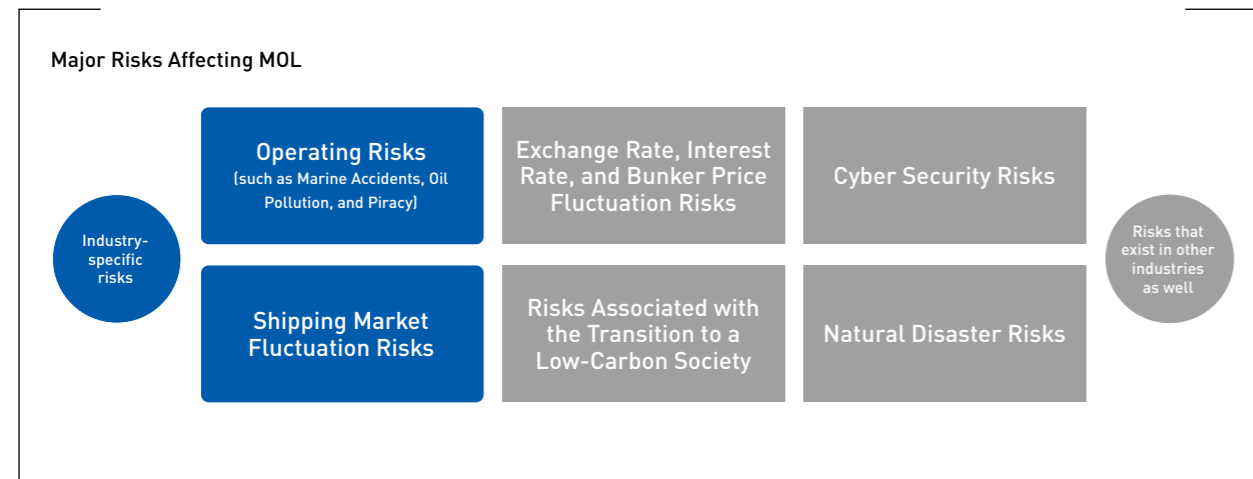 Major Risks Affecting MOL
Industry-
specific
risks
Operating Risks
(such as Marine Accidents, Oil
Pollution, and Piracy)
Exchange Rate, Interest
Rate, and Bunker Price
Fluctuation Risks
Cyber Security Risks
Shipping Market
Fluctuation Risks
Risks Associated with
the Transition to a
Low-Carbon Society
Natural Disaster Risks
Risks that
exist in other
industries
as well